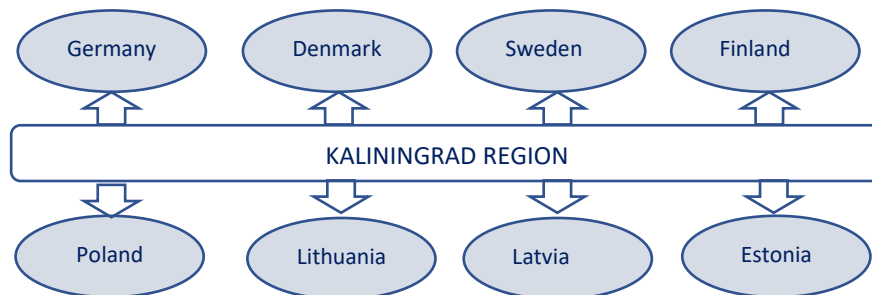 Germany Denmark Sweden Finland
KALININGRAD REGION
Poland Lithuania Latvia Estonia